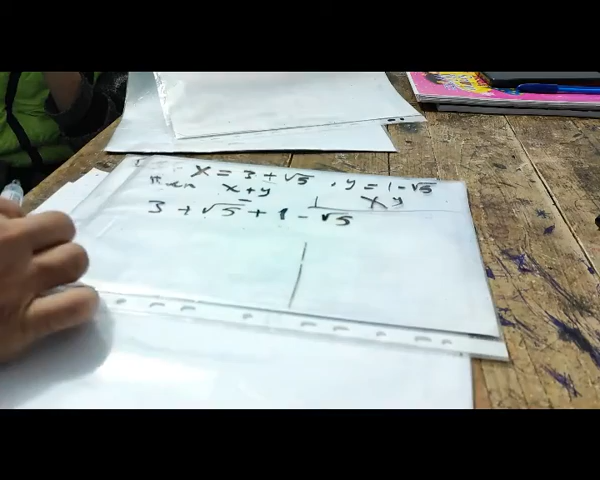 x = 3 + √5 , y = 1 - √5
x + y xy
3 + √5 + 1 - √5